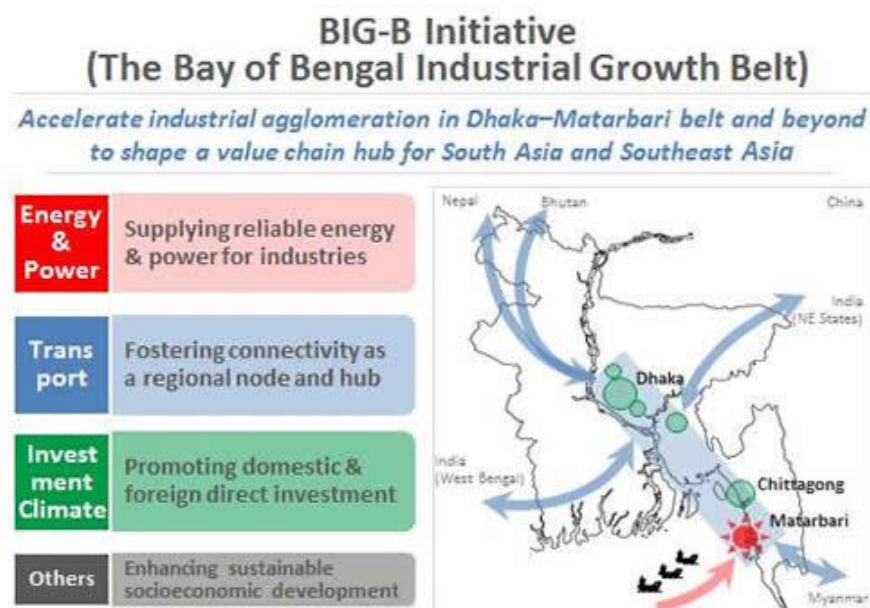 BIG-B Initiative
(The Bay of Bengal Industrial Growth Belt)
Accelerate industrial agglomeration in Dhaka–Matarbari belt and beyond
to shape a value chain hub for South Asia and Southeast Asia
Energy
&
Power
Supplying reliable energy
& power for industries
Trans
port
Fostering connectivity as
a regional node and hub
Invest
ment
Climate
Promoting domestic &
foreign direct investment
Others
Enhancing sustainable
socioeconomic development
Nepal
Bhutan
China
India
(NE States)
Dhaka
India
(West Bengal)
Chittagong
Matarbari
Myanmar